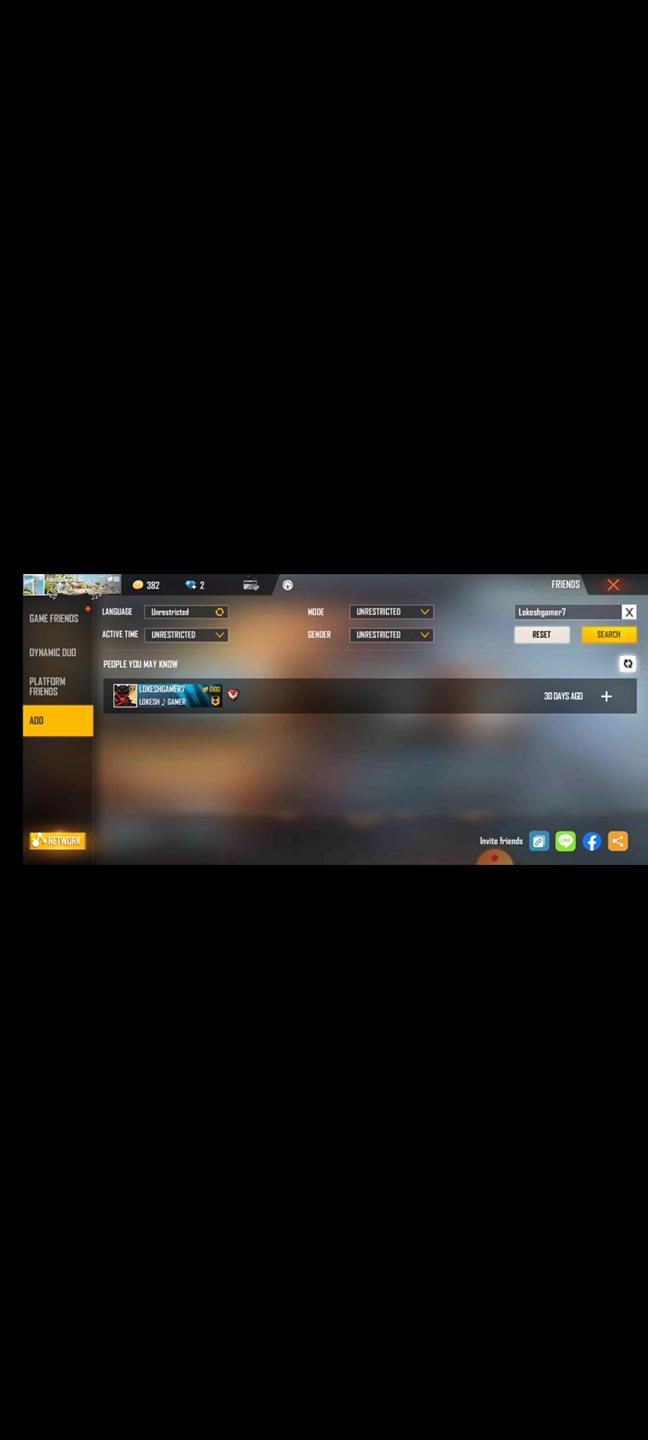 382
2
FRIENDS
GAME FRIENDS
LANGUAGE
Unrestricted
MODE
UNRESTRICTED
Lokeshgamer7
X
ACTIVE TIME
UNRESTRICTED
GENDER
UNRESTRICTED
RESET
SEARCH
DYNAMIC DUO
PEOPLE YOU MAY KNOW
PLATFORM
FRIENDS
LOKESHGAMER7
LOKESH ♪ GAMER
30 DAYS AGO
ADD
NETWORK
Invite friends
LINE